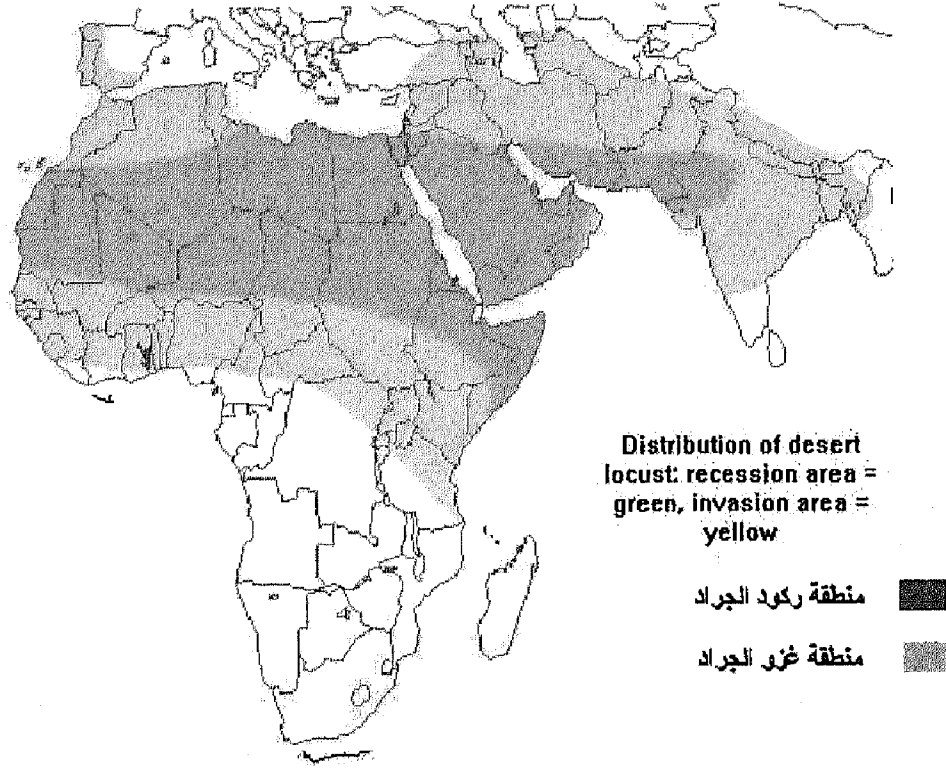 Distribution of desert
locust: recession area =
green, invasion area =
yellow
منطقة ركود الجراد
منطقة غزو الجراد